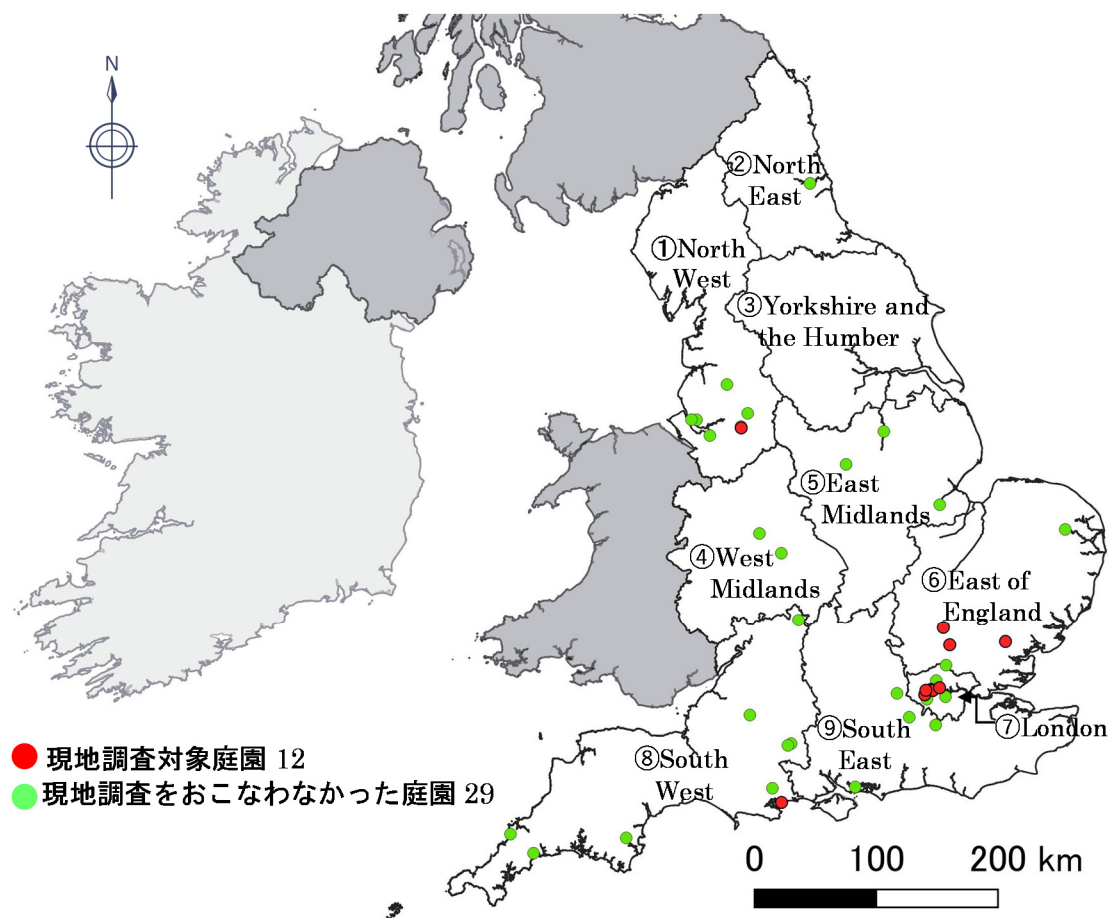 N
②North
East
①North
West
③Yorkshire and
the Humber
⑤East
Midlands
④West
Midlands
⑥East of
England
⑨South
East
⑦London
⑧South
West
現地調査対象庭園 12
現地調査をおこなわなかった庭園 29
0 100 200 km